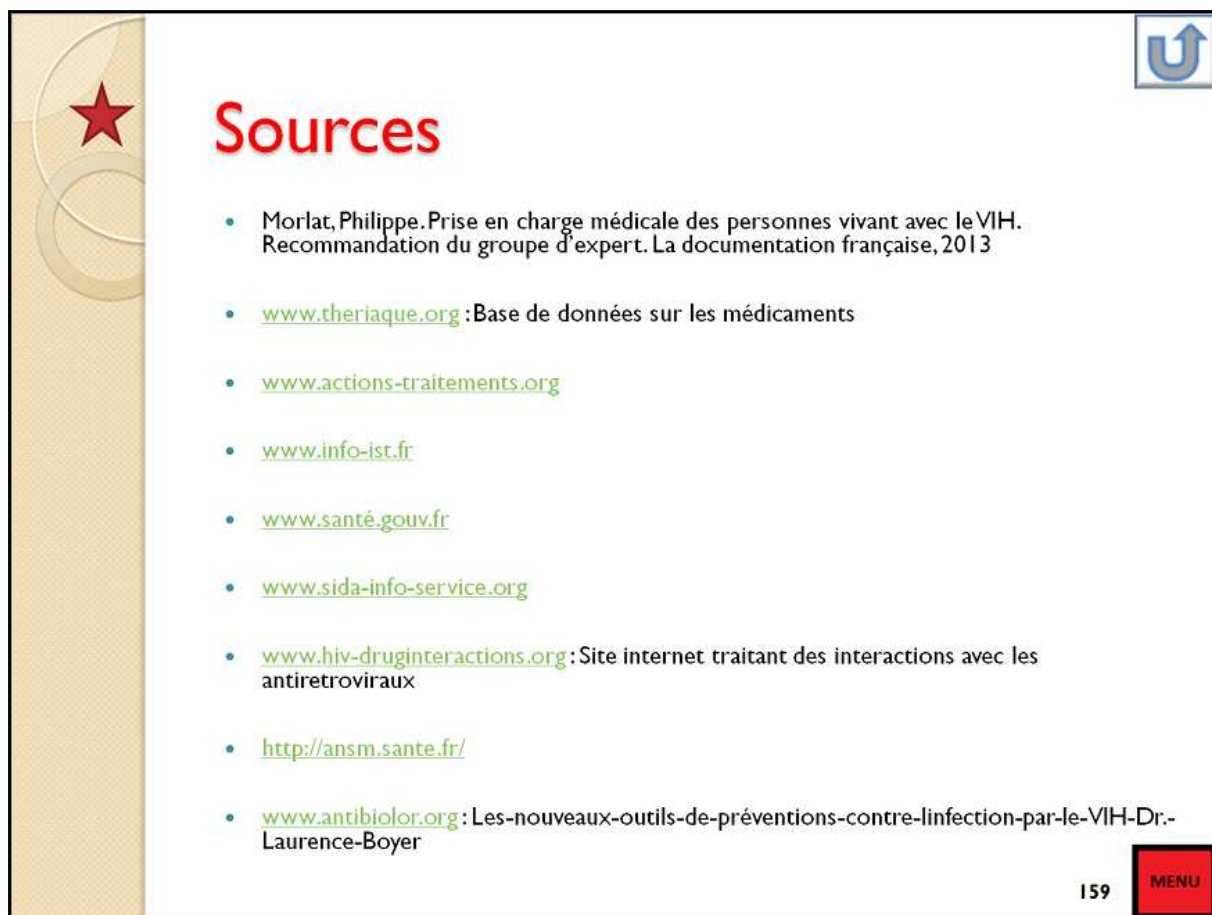 Sources
• Morlat, Philippe. Prise en charge médicale des personnes vivant avec le VIH.
Recommandation du groupe d'expert. La documentation française, 2013
• www.theriaque.org : Base de données sur les médicaments
• www.actions-traitements.org
• www.info-ist.fr
• www.santé.gouv.fr
• www.sida-info-service.org
• www.hiv-druginteractions.org : Site internet traitant des interactions avec les
antiretroviraux
• http://ansm.sante.fr/
• www.antibiolor.org : Les-nouveaux-outils-de-préventions-contre-linfection-par-le-VIH-Dr.-
Laurence-Boyer
159
MENU